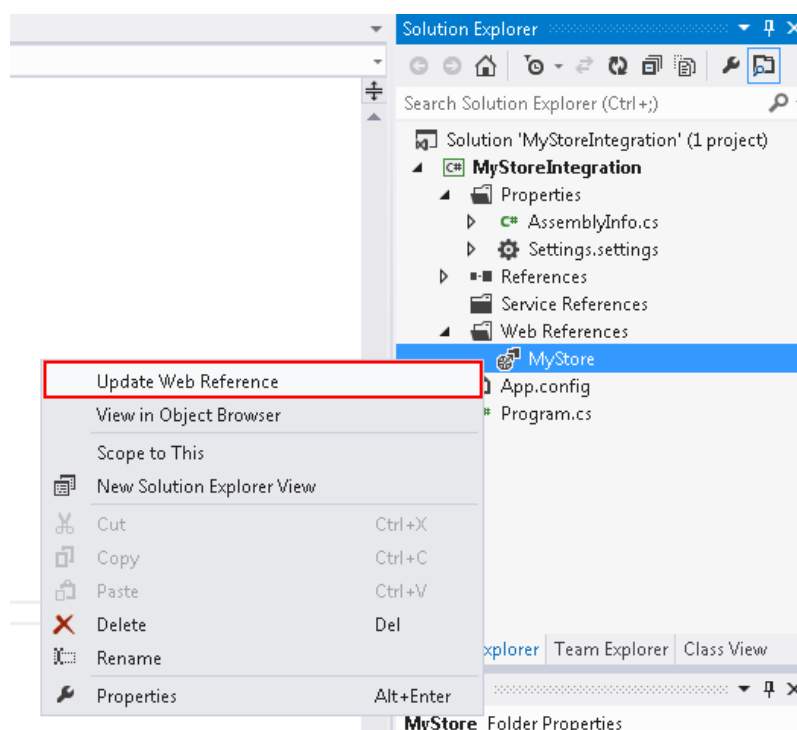 Solution Explorer
Search Solution Explorer (Ctrl+;)
Solution 'MyStoreIntegration' (1 project)
C# MyStoreIntegration
Properties
C# AssemblyInfo.cs
Settings.settings
References
Service References
Web References
MyStore
App.config
Program.cs
Update Web Reference
View in Object Browser
Scope to This
New Solution Explorer View
Cut Ctrl+X
Copy Ctrl+C
Paste Ctrl+V
Delete Del
Rename
Properties Alt+Enter
xplorer Team Explorer Class View
MyStore Folder Properties